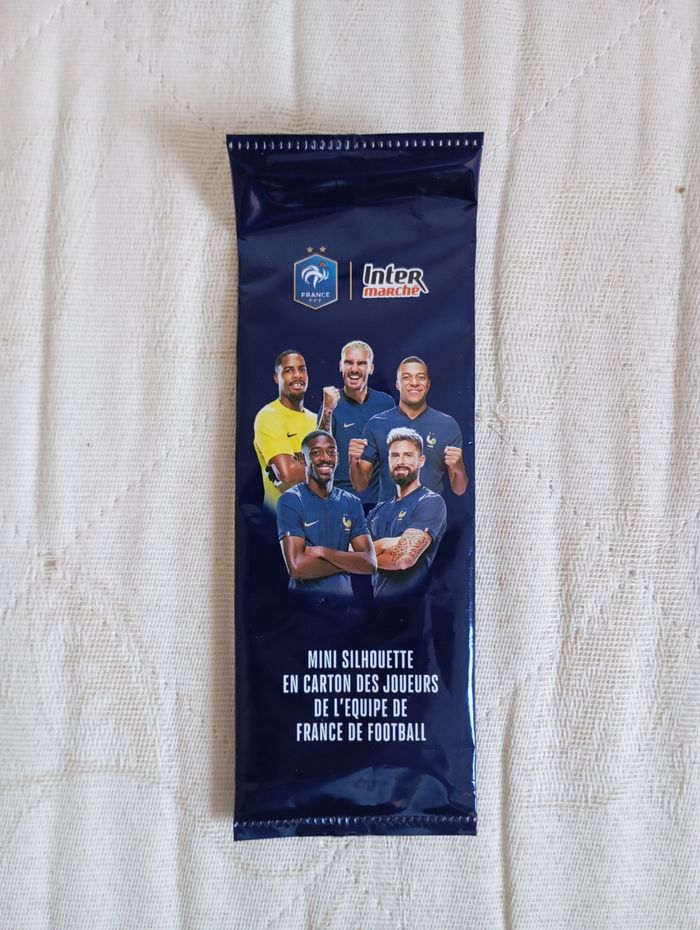 FRANCE
FFF
Inter
marché
MINI SILHOUETTE
EN CARTON DES JOUEURS
DE L'EQUIPE DE
FRANCE DE FOOTBALL